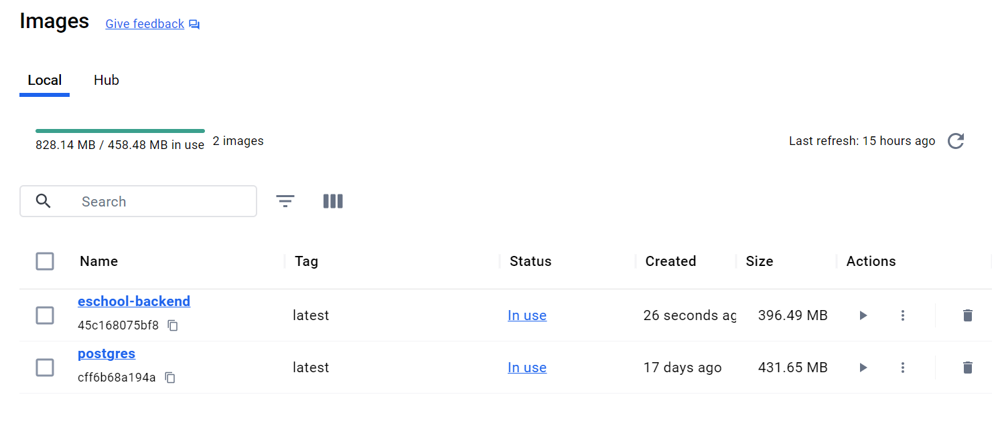 Images Give feedback
Local Hub
828.14 MB / 458.48 MB in use 2 images Last refresh: 15 hours ago
Search
Name Tag Status Created Size Actions
eschool-backend
45c168075bf8 latest In use 26 seconds ag 396.49 MB
postgres
cff6b68a194a latest In use 17 days ago 431.65 MB